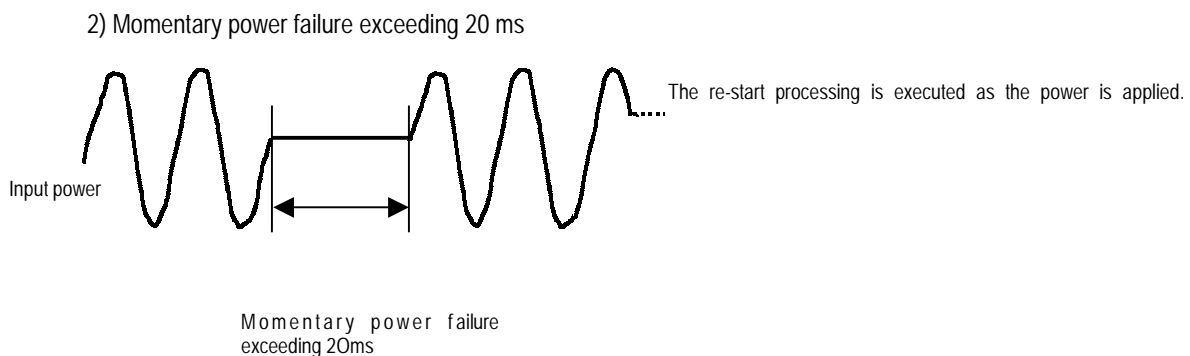 2) Momentary power failure exceeding 20 ms
The re-start processing is executed as the power is applied.
Input power
Momentary power failure
exceeding 2Oms